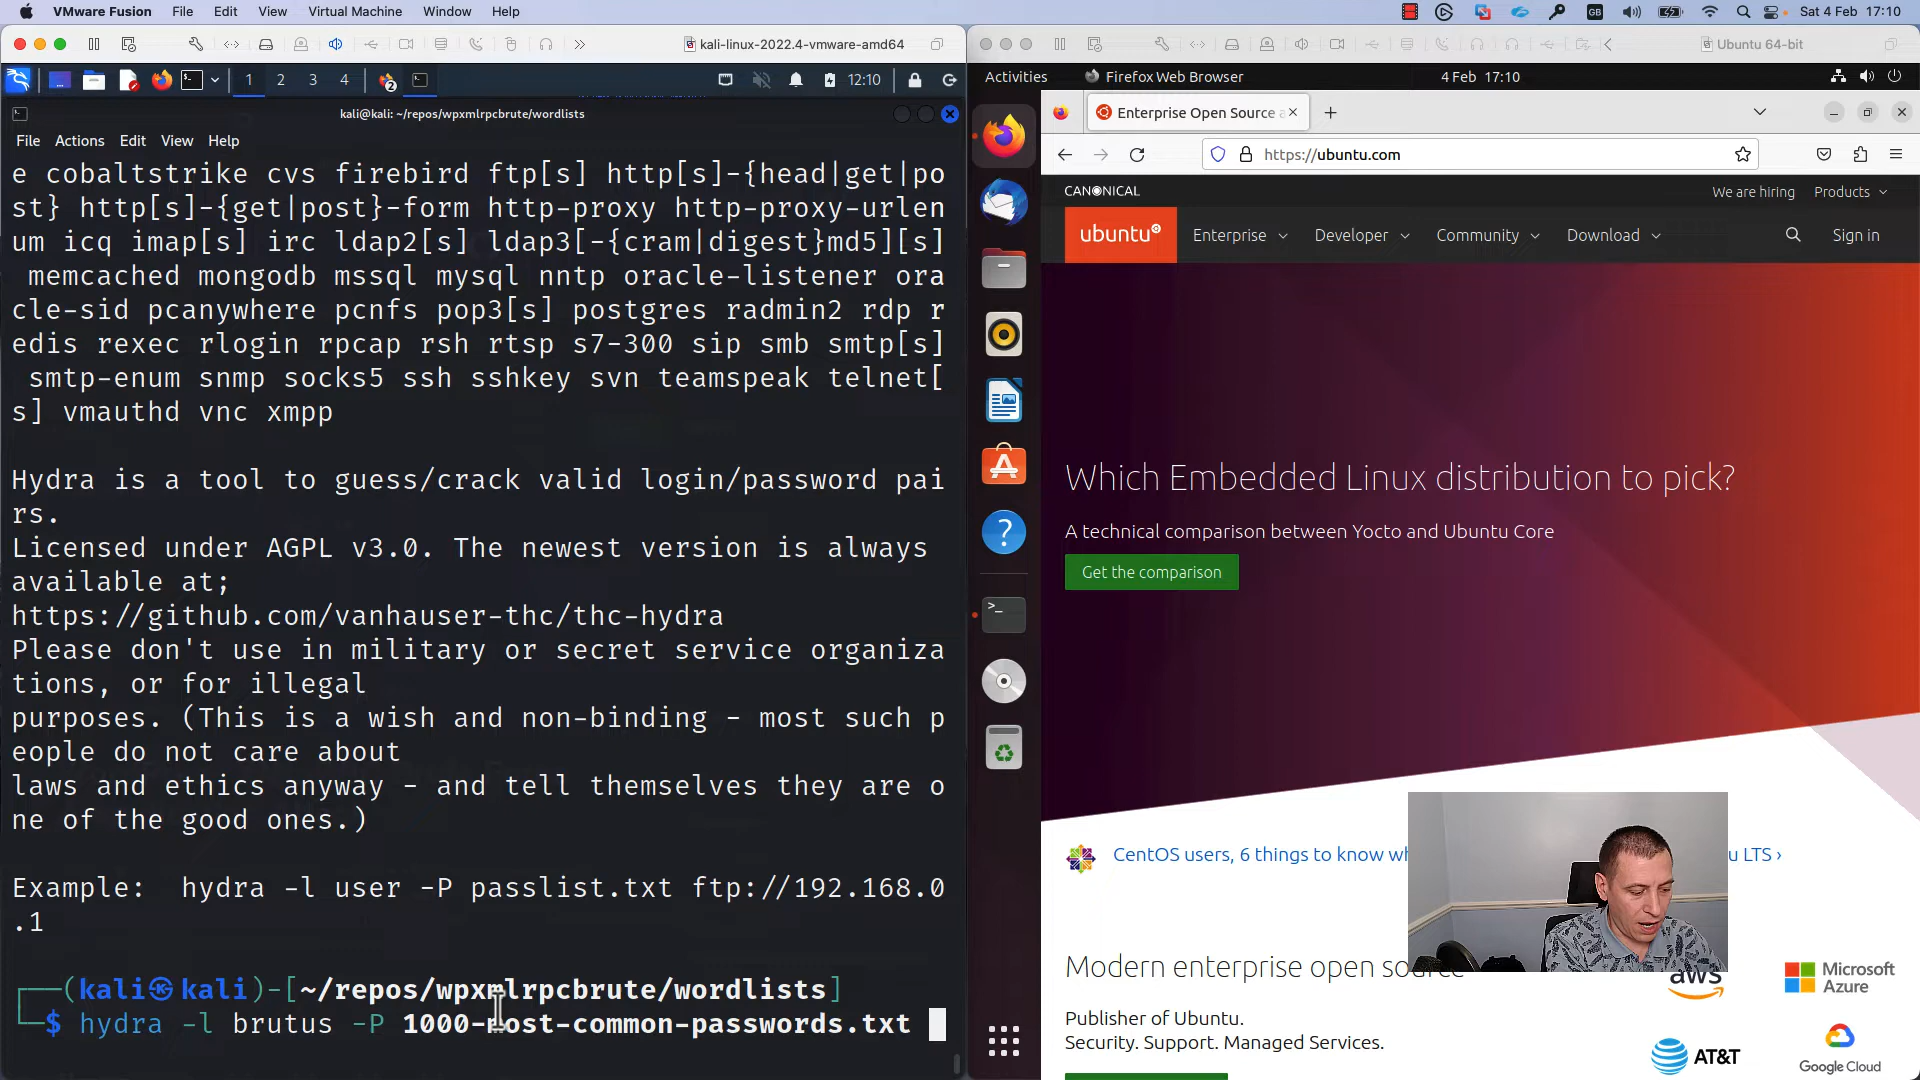 VMware Fusion File Edit View Virtual Machine Window Help
GB Sat 4 Feb 17:10
kali-linux-2022.4-vmware-amd64
Ubuntu 64-bit
1 2 3 4 2 12:10
kali@kali: ~/repos/wpxmlrpcbrute/wordlists
File Actions Edit View Help
e cobaltstrike cvs firebird ftp[s] http[s]-{head|get|po
st} http[s]-{get|post}-form http-proxy http-proxy-urlen
um icq imap[s] irc ldap2[s] ldap3[-{cram|digest}md5][s]
memcached mongodb mssql mysql nntp oracle-listener ora
cle-sid pcanywhere pcnfs pop3[s] postgres radmin2 rdp r
edis rexec rlogin rpcap rsh rtsp s7-300 sip smb smtp[s]
smtp-enum snmp socks5 ssh sshkey svn teamspeak telnet[
s] vmauthd vnc xmpp
Hydra is a tool to guess/crack valid login/password pai
rs.
Licensed under AGPL v3.0. The newest version is always
available at;
https://github.com/vanhauser-thc/thc-hydra
Please don't use in military or secret service organiza
tions, or for illegal
purposes. (This is a wish and non-binding - most such p
eople do not care about
laws and ethics anyway - and tell themselves they are o
ne of the good ones.)
Example:  hydra -l user -P passlist.txt ftp://192.168.0
.1
(kali㉿kali)-[~/repos/wpxmlrpcbrute/wordlists]
$ hydra -l brutus -P 1000-most-common-passwords.txt
Activities Firefox Web Browser 4 Feb 17:10
Enterprise Open Source a
https://ubuntu.com
CANONICAL We are hiring Products
ubuntu Enterprise Developer Community Download Sign in
Which Embedded Linux distribution to pick?
A technical comparison between Yocto and Ubuntu Core
Get the comparison
CentOS users, 6 things to know
LTS ›
Modern enterprise open source
Publisher of Ubuntu.
Security. Support. Managed Services.
aws
Microsoft
Azure
AT&T
Google Cloud